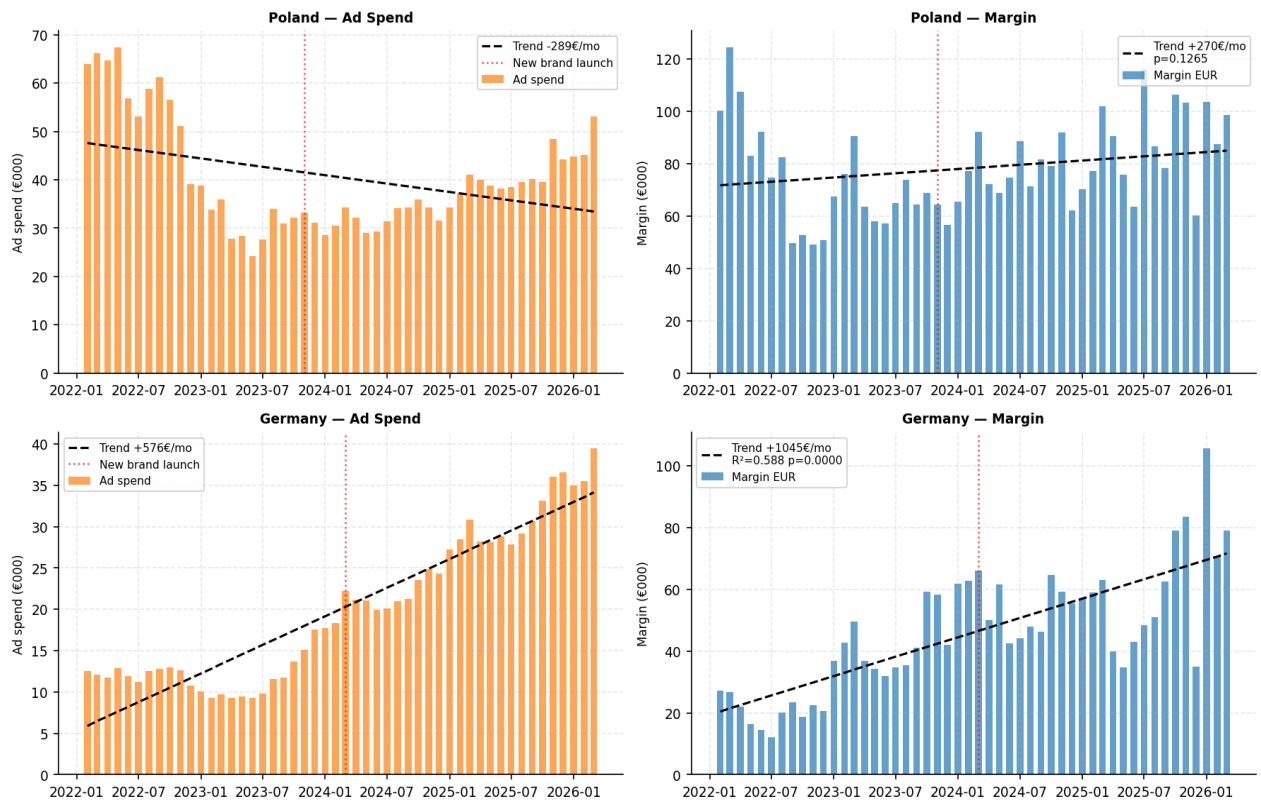 Poland — Ad Spend
70
60
50
40
30
20
10
0
Ad spend (€000)
Trend -289€/mo
New brand launch
Ad spend
2022-01 2022-07 2023-01 2023-07 2024-01 2024-07 2025-01 2025-07 2026-01
Poland — Margin
120
100
80
60
40
20
0
Margin (€000)
Trend +270€/mo
p=0.1265
Margin EUR
2022-01 2022-07 2023-01 2023-07 2024-01 2024-07 2025-01 2025-07 2026-01
Germany — Ad Spend
40
35
30
25
20
15
10
5
0
Ad spend (€000)
Trend +576€/mo
New brand launch
Ad spend
2022-01 2022-07 2023-01 2023-07 2024-01 2024-07 2025-01 2025-07 2026-01
Germany — Margin
100
80
60
40
20
0
Margin (€000)
Trend +1045€/mo
R²=0.588 p=0.0000
Margin EUR
2022-01 2022-07 2023-01 2023-07 2024-01 2024-07 2025-01 2025-07 2026-01